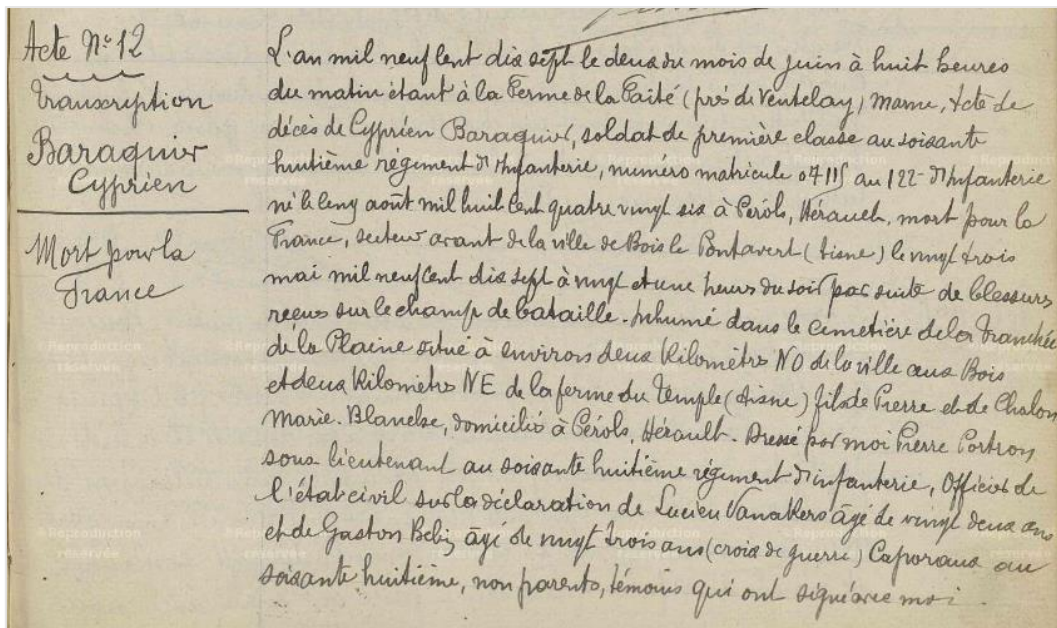 Acte N° 12
Transcription
Baraquier
Cyprien
Mort pour la
France
L'an mil neuf cent dix sept le deux du mois de juin à huit heures
du matin étant à la Ferme de la Faité (près de Ventelay) Marne, Acte de
décès de Cyprien Baraquier, soldat de première classe au soixante
huitième régiment d'Infanterie, numéro matricule 04115 au 122e d'Infanterie
né le cinq août mil huit cent quatre vingt six à Pérols, Hérault, mort pour la
France, secteur avant de la ville de Bois le Pontavert (Aisne) le vingt trois
mai mil neuf cent dix sept à vingt et une heures du soir par suite de blessures
reçues sur le champ de bataille. Inhumé dans le cimetière de la Tranchée
de la Plaine situé à environs deux Kilomètres NO de la ville aux Bois
et deux Kilomètres NE de la ferme du Temple (Aisne) fils de Pierre et de Chalon
Marie. Blanche, domicilié à Pérols, Hérault. Dressé par moi Pierre Portron
sous-lieutenant au soixante huitième régiment d'infanterie, Officier de
l'état civil sur la déclaration de Lucien Vanakers âgé de vingt deux ans
et de Gaston Bebiz âgé de vingt trois ans (croix de guerre) Caporaux au
soixante huitième, non parents, témoins qui ont signé avec moi.